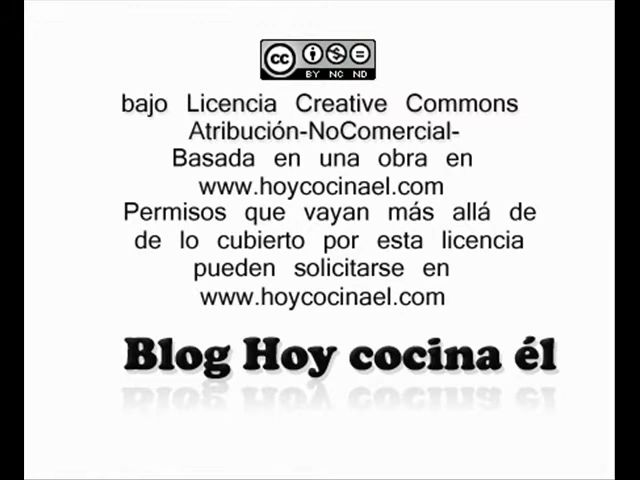 cc BY NC ND
bajo Licencia Creative Commons
Atribución-NoComercial-
Basada en una obra en
www.hoycocinael.com
Permisos que vayan más allá de
de lo cubierto por esta licencia
pueden solicitarse en
www.hoycocinael.com
Blog Hoy cocina él